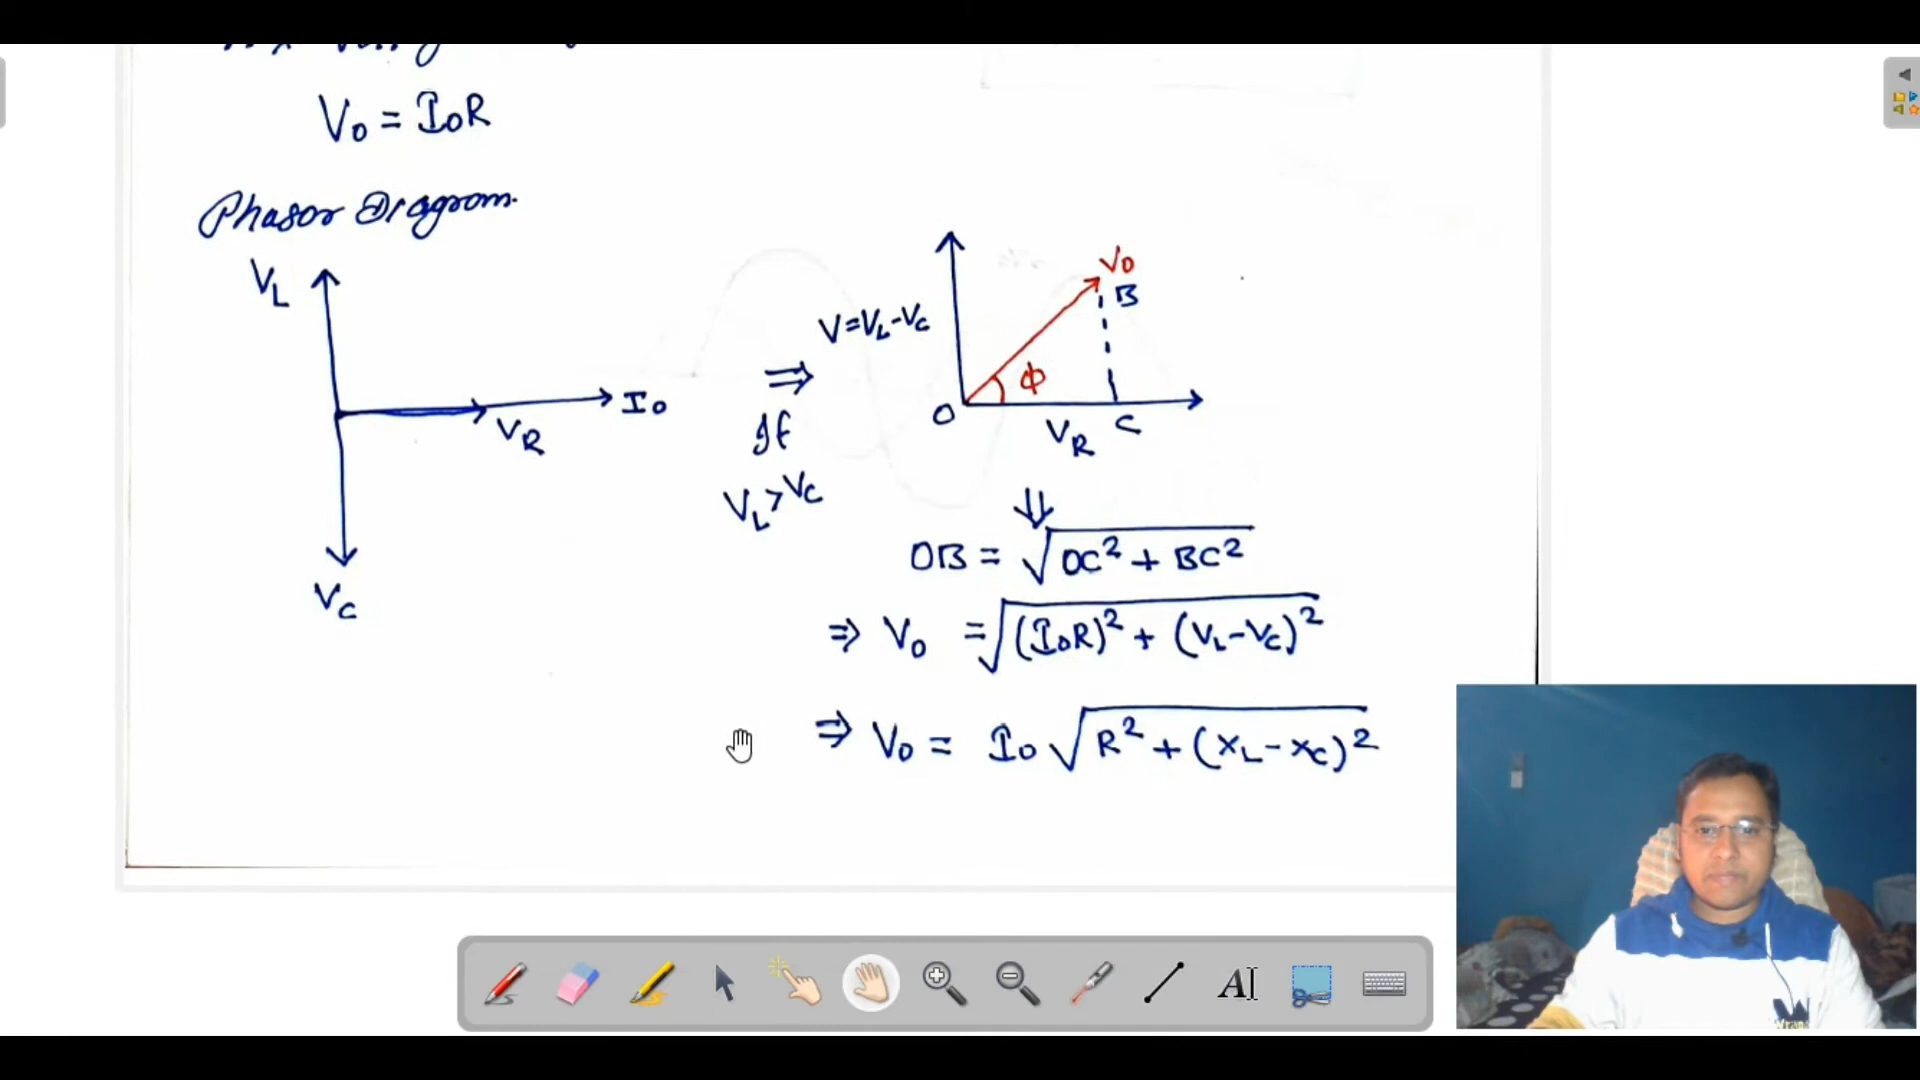 V₀ = I₀R
Phasor Diagram.
V_L
I₀
V_R
V_C
⇒
If
V_L > V_C
V = V_L - V_C
V₀
B
Φ
O
V_R
C
⇓
OB = √(OC² + BC²)
⇒ V₀ = √((I₀R)² + (V_L - V_C)²)
⇒ V₀ = I₀ √(R² + (X_L - X_C)²)
AI